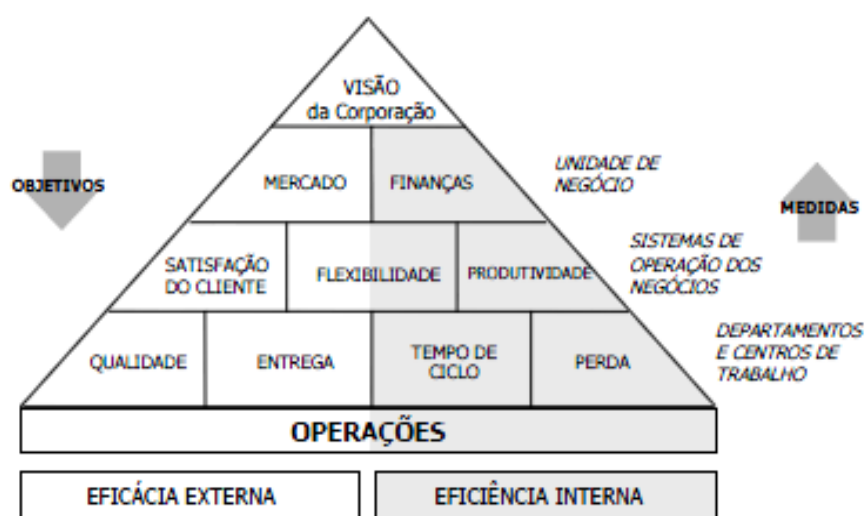 VISÃO
da Corporação
OBJETIVOS
MERCADO
FINANÇAS
UNIDADE DE
NEGÓCIO
MEDIDAS
SATISFAÇÃO
DO CLIENTE
FLEXIBILIDADE
PRODUTIVIDADE
SISTEMAS DE
OPERAÇÃO DOS
NEGÓCIOS
QUALIDADE
ENTREGA
TEMPO DE
CICLO
PERDA
DEPARTAMENTOS
E CENTROS DE
TRABALHO
OPERAÇÕES
EFICÁCIA EXTERNA
EFICIÊNCIA INTERNA